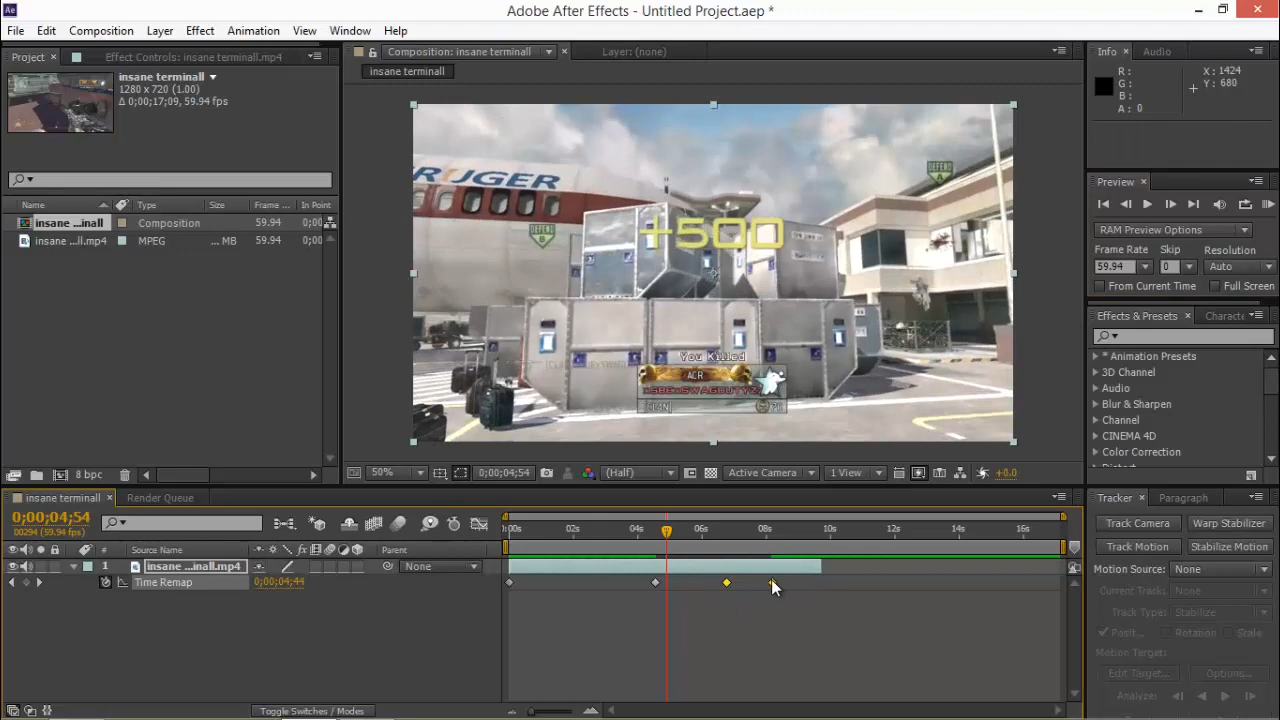 Ae
Adobe After Effects - Untitled Project.aep *
File Edit Composition Layer Effect Animation View Window Help
Project × Effect Controls: insane terminall.mp4
insane terminall
1280 x 720 (1.00)
Δ 0;00;17;09, 59.94 fps
Name Type Size Frame ... In Point
insane ...inall Composition 59.94 0;00
insane ...ll.mp4 MPEG ... MB 59.94 0;00
8 bpc
Composition: insane terminall × Layer: (none)
insane terminall
KRÜGER
DEFEND
A
DEFEND
B
+500
You Killed
ACR
50% 0;00;04;54 (Half) Active Camera 1 View +0.0
Info × Audio
R : X : 1424
G : Y : 680
B :
A : 0
Preview ×
RAM Preview Options
Frame Rate Skip Resolution
59.94 0 Auto
From Current Time Full Screen
Effects & Presets × Characte
* Animation Presets
3D Channel
Audio
Blur & Sharpen
Channel
CINEMA 4D
Color Correction
Distort
insane terminall × Render Queue
0;00;04;54
00294 (59.94 fps)
# Source Name Parent
1 insane ...inall.mp4 None
Time Remap 0;00;04;44
):00s 02s 04s 06s 08s 10s 12s 14s 16s
Toggle Switches / Modes
Tracker × Paragraph
Track Camera Warp Stabilizer
Track Motion Stabilize Motion
Motion Source: None
Current Track: None
Track Type: Stabilize
Positi... Rotation Scale
Motion Target:
Edit Target... Options...
Analyze: